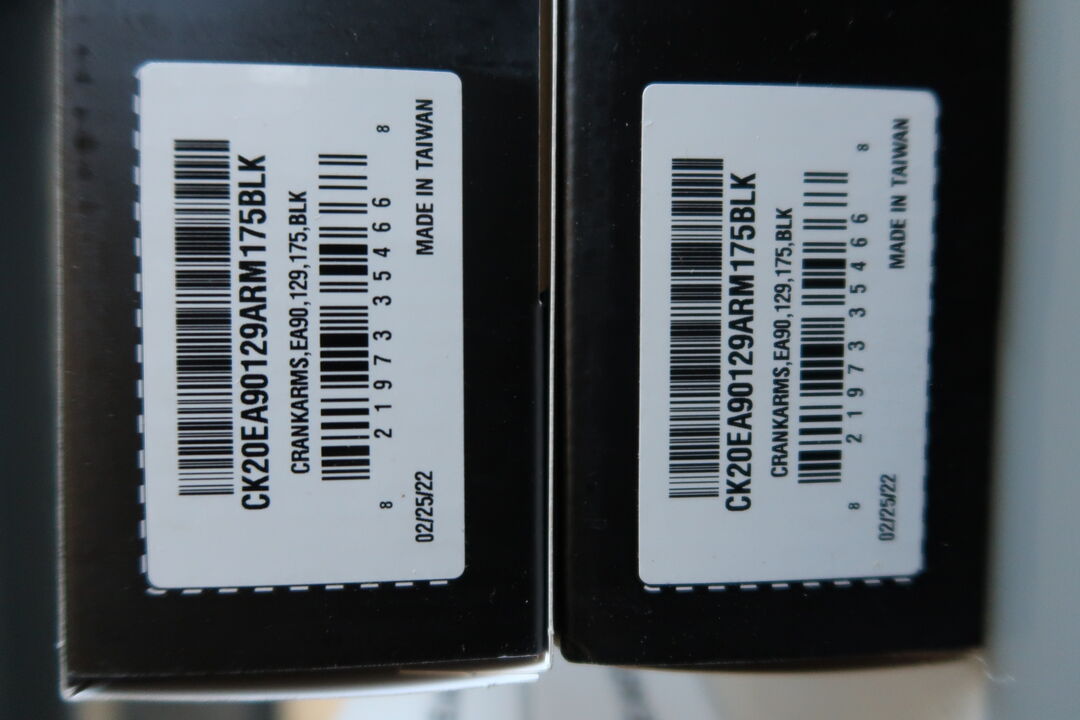 CK20EA90129ARM175BLK
CRANKARMS,EA90,129,175,BLK
8 21973 35466 8
02/25/22 MADE IN TAIWAN
CK20EA90129ARM175BLK
CRANKARMS,EA90,129,175,BLK
8 21973 35466 8
02/25/22 MADE IN TAIWAN